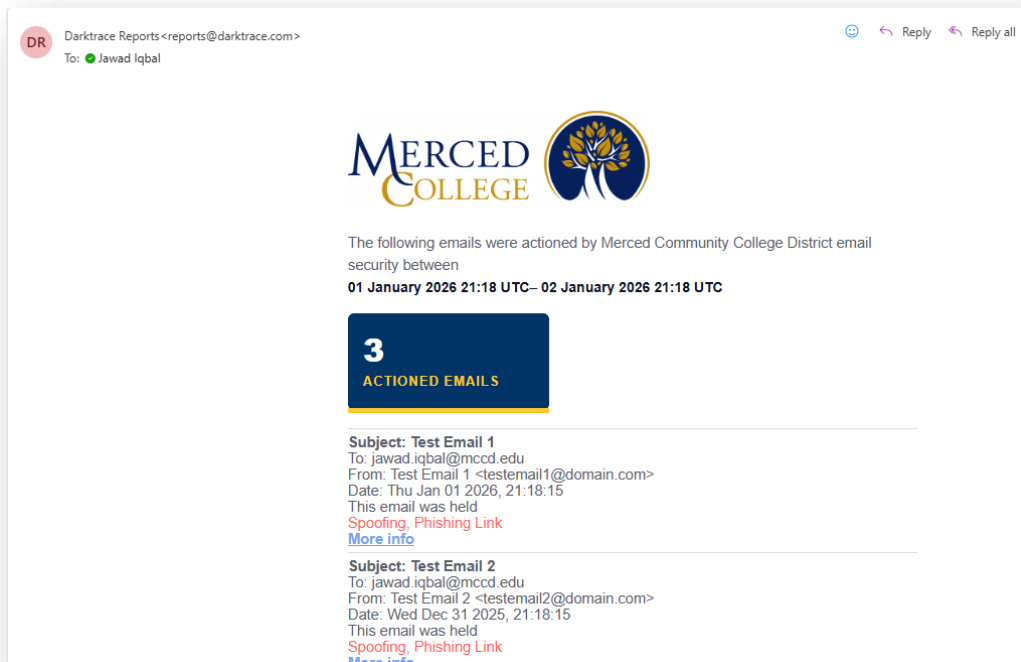 DR
Darktrace Reports<reports@darktrace.com>
To: Jawad Iqbal
Reply
Reply all
MERCED
COLLEGE
The following emails were actioned by Merced Community College District email
security between
01 January 2026 21:18 UTC– 02 January 2026 21:18 UTC
3
ACTIONED EMAILS
Subject: Test Email 1
To: jawad.iqbal@mccd.edu
From: Test Email 1 <testemail1@domain.com>
Date: Thu Jan 01 2026, 21:18:15
This email was held
Spoofing, Phishing Link
More info
Subject: Test Email 2
To: jawad.iqbal@mccd.edu
From: Test Email 2 <testemail2@domain.com>
Date: Wed Dec 31 2025, 21:18:15
This email was held
Spoofing, Phishing Link
More info